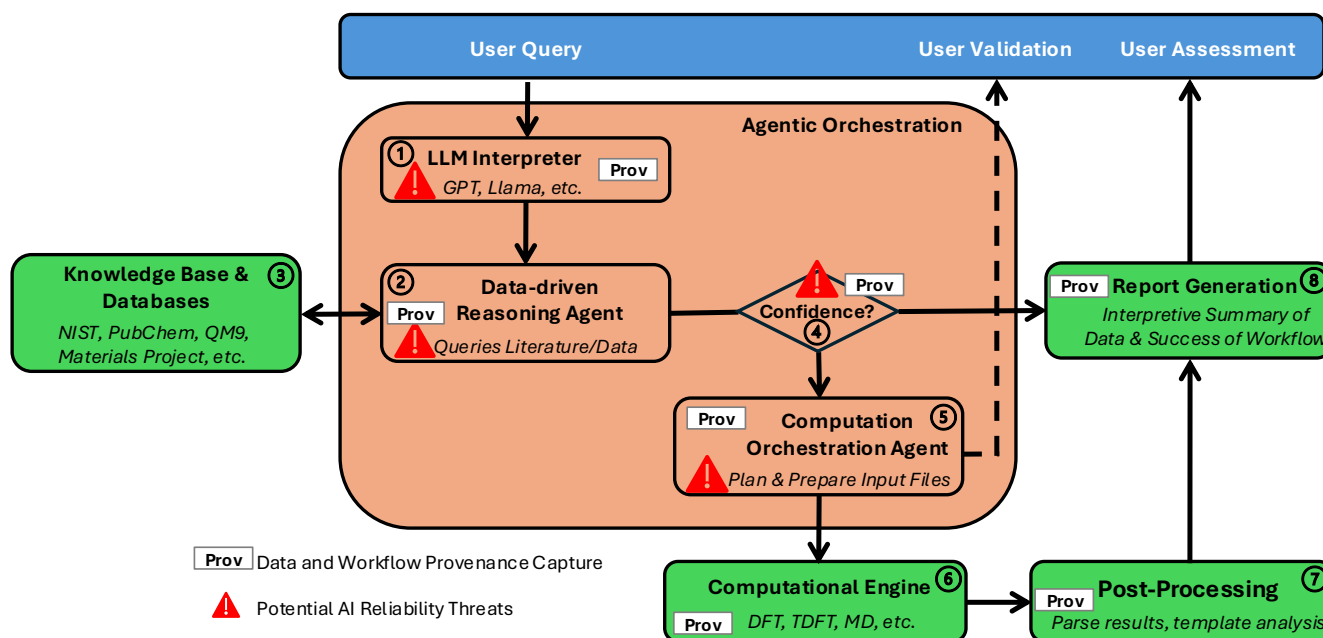 User Query
User Validation
User Assessment
Agentic Orchestration
1
LLM Interpreter
GPT, Llama, etc.
Prov
3
Knowledge Base &
Databases
NIST, PubChem, QM9,
Materials Project, etc.
2
Data-driven
Reasoning Agent
Prov
Queries Literature/Data
Prov
Confidence?
4
8
Prov
Report Generation
Interpretive Summary of
Data & Success of Workflow
5
Prov
Computation
Orchestration Agent
Plan & Prepare Input Files
6
Computational Engine
Prov
DFT, TDFT, MD, etc.
7
Post-Processing
Prov
Parse results, template analysis
Prov Data and Workflow Provenance Capture
Potential AI Reliability Threats